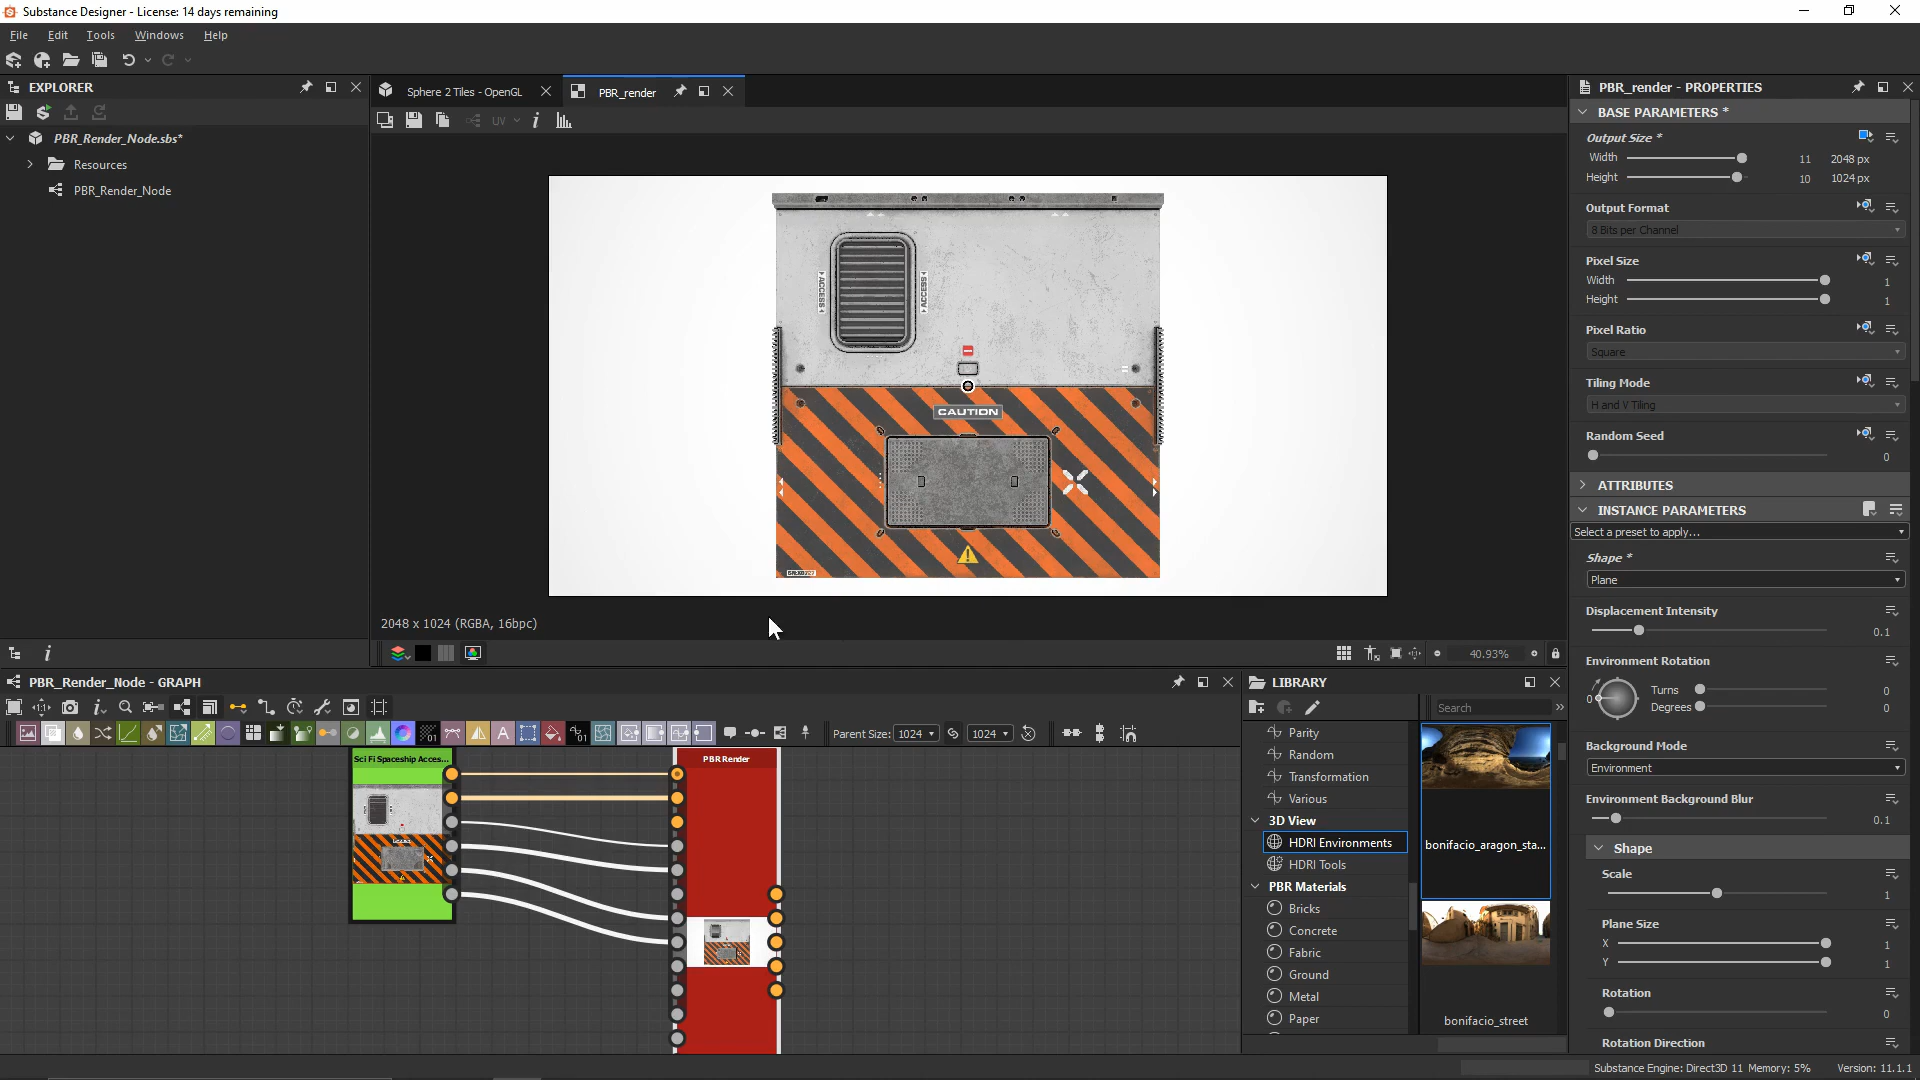 Substance Designer - License: 14 days remaining
File Edit Tools Windows Help
EXPLORER
PBR_Render_Node.sbs*
Resources
PBR_Render_Node
Sphere 2 Tiles - OpenGL
PBR_render
UV
ACCESS
ACCESS
CAUTION
2048 x 1024 (RGBA, 16bpc)
40.93%
PBR_render - PROPERTIES
BASE PARAMETERS *
Output Size *
Width 11 2048 px
Height 10 1024 px
Output Format
8 Bits per Channel
Pixel Size
Width 1
Height 1
Pixel Ratio
Square
Tiling Mode
H and V Tiling
Random Seed
0
ATTRIBUTES
INSTANCE PARAMETERS
Select a preset to apply...
Shape *
Plane
Displacement Intensity
0.1
Environment Rotation
0
Turns 0
Degrees 0
Background Mode
Environment
Environment Background Blur
0.1
Shape
Scale
1
Plane Size
X 1
Y 1
Rotation
0
Rotation Direction
PBR_Render_Node - GRAPH
Parent Size: 1024 1024
Sci Fi Spaceship Acces...
PBR Render
LIBRARY
Search
Parity
Random
Transformation
Various
3D View
HDRI Environments
HDRI Tools
PBR Materials
Bricks
Concrete
Fabric
Ground
Metal
Paper
bonifacio_aragon_sta...
bonifacio_street
Substance Engine: Direct3D 11 Memory: 5% Version: 11.1.1